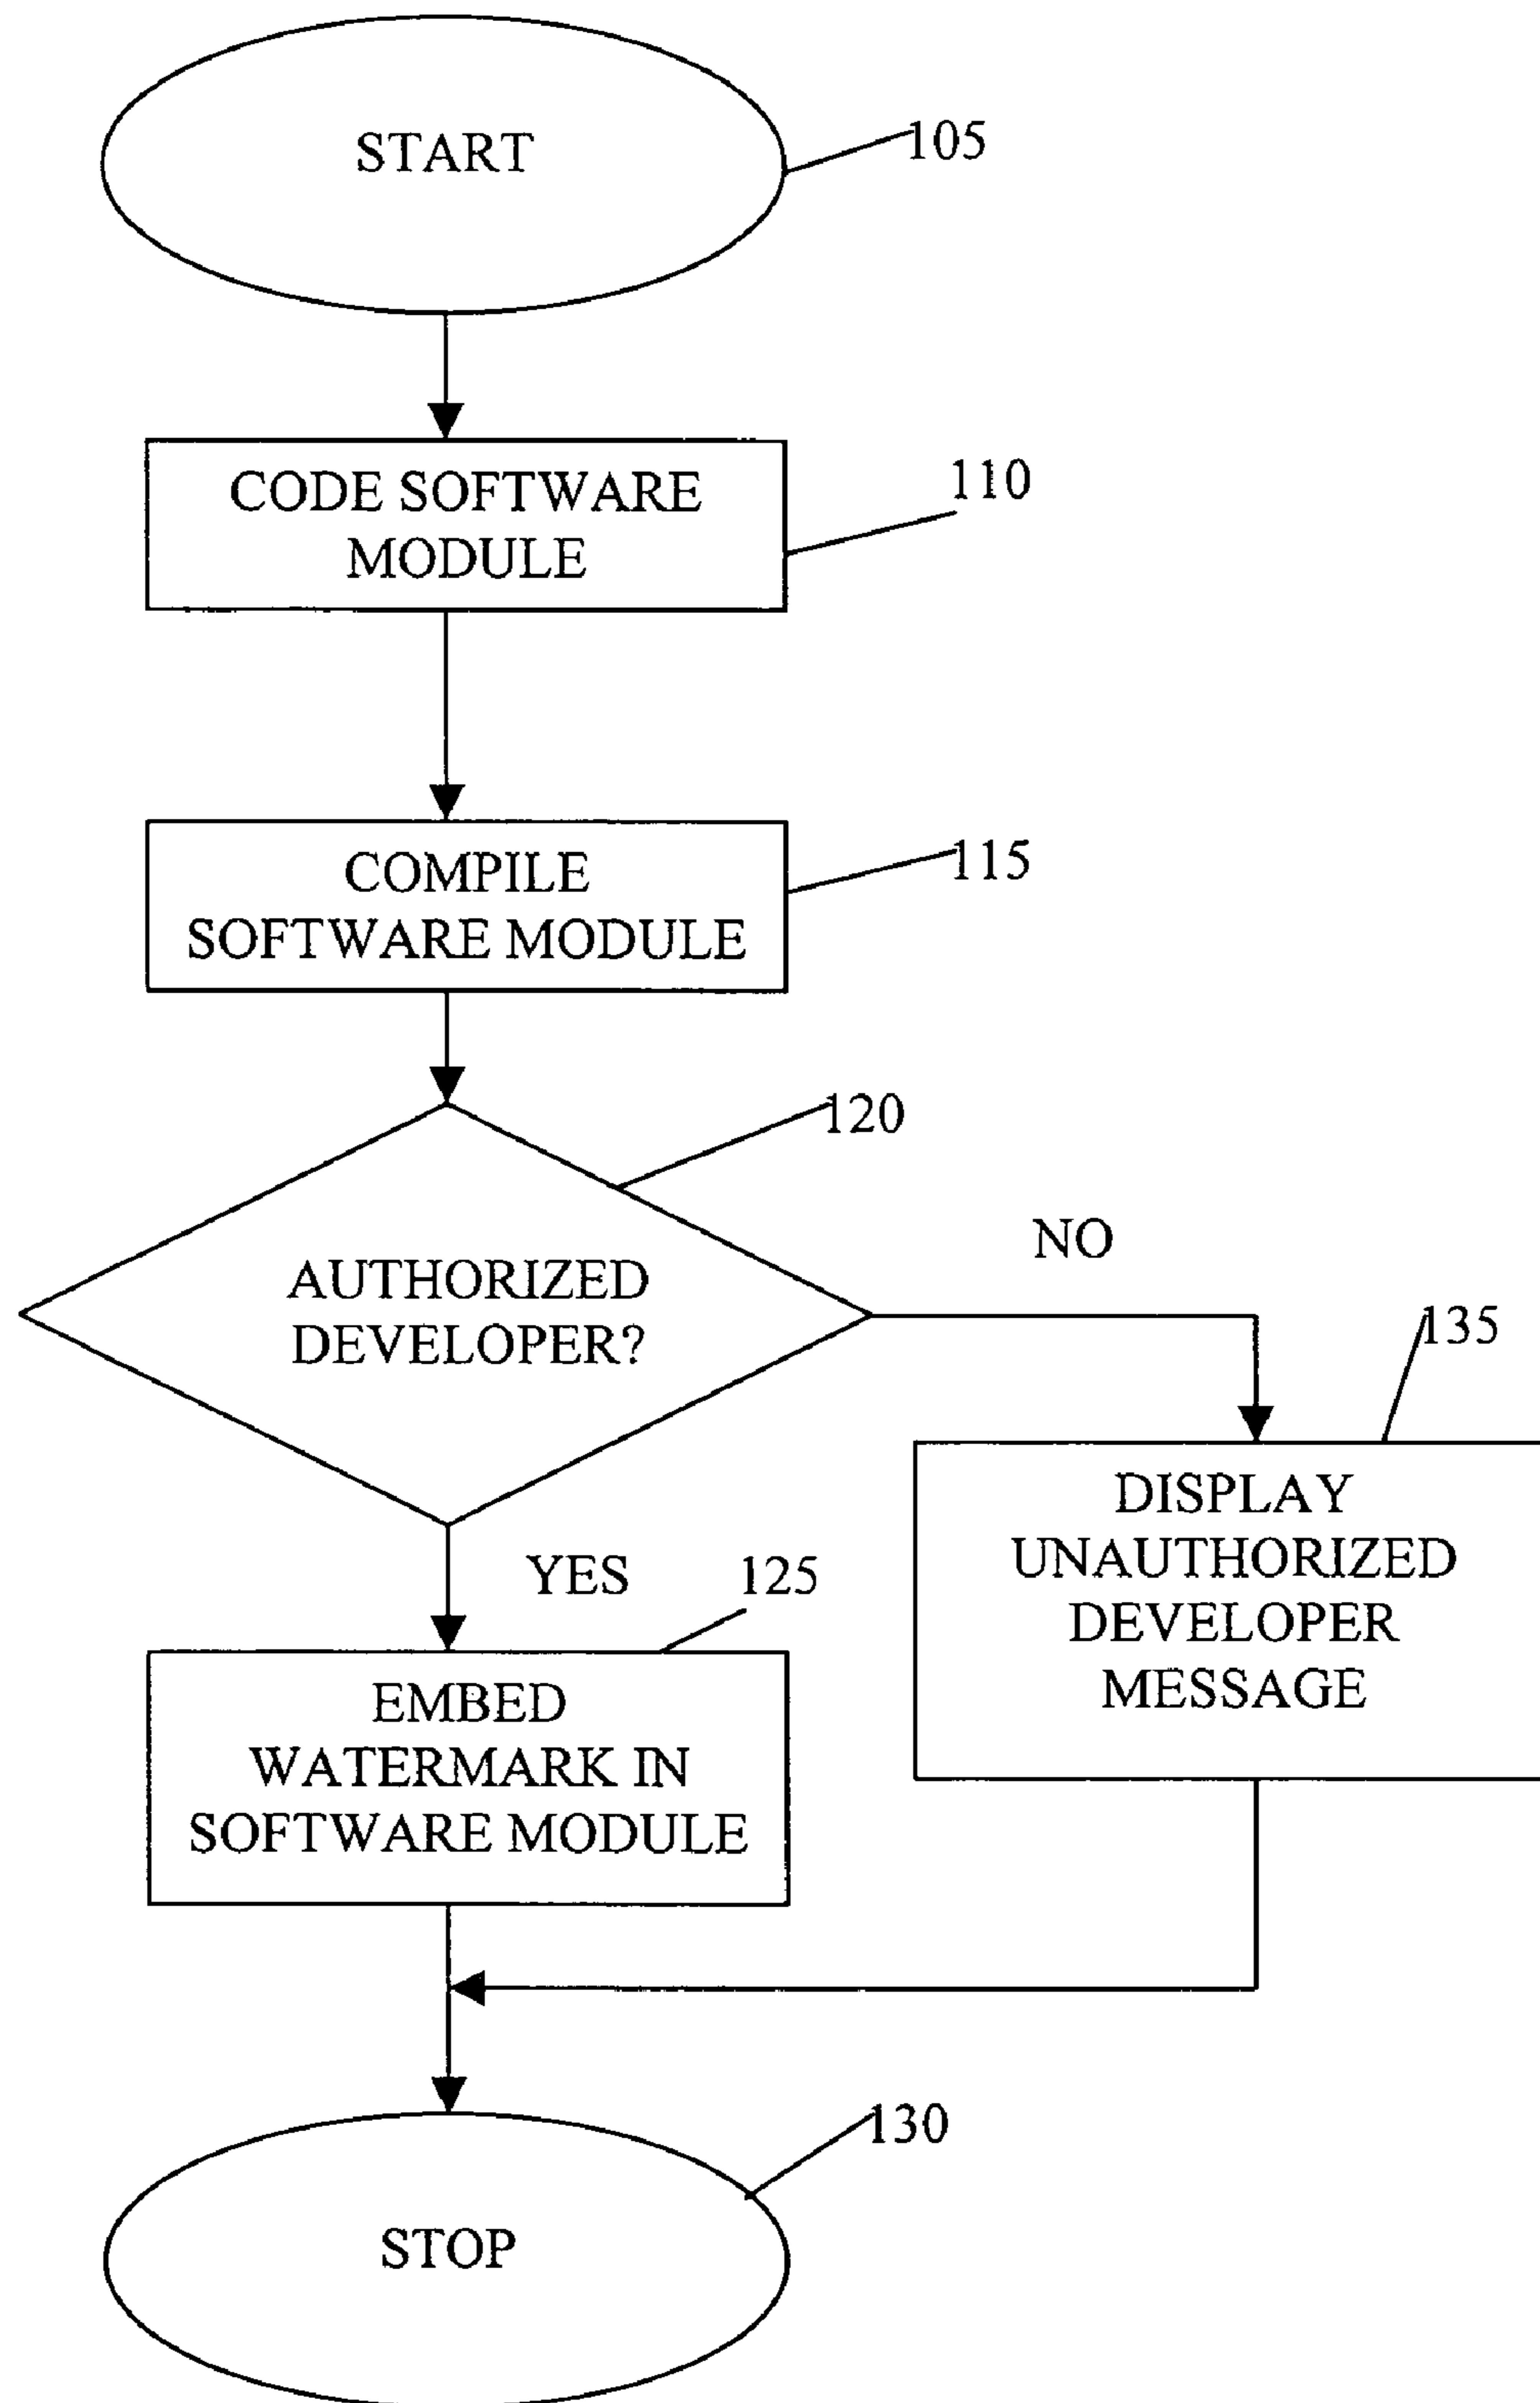 START
105
CODE SOFTWARE
MODULE
110
COMPILE
SOFTWARE MODULE
115
120
AUTHORIZED
DEVELOPER?
NO
135
DISPLAY
UNAUTHORIZED
DEVELOPER
MESSAGE
YES
125
EMBED
WATERMARK IN
SOFTWARE MODULE
130
STOP